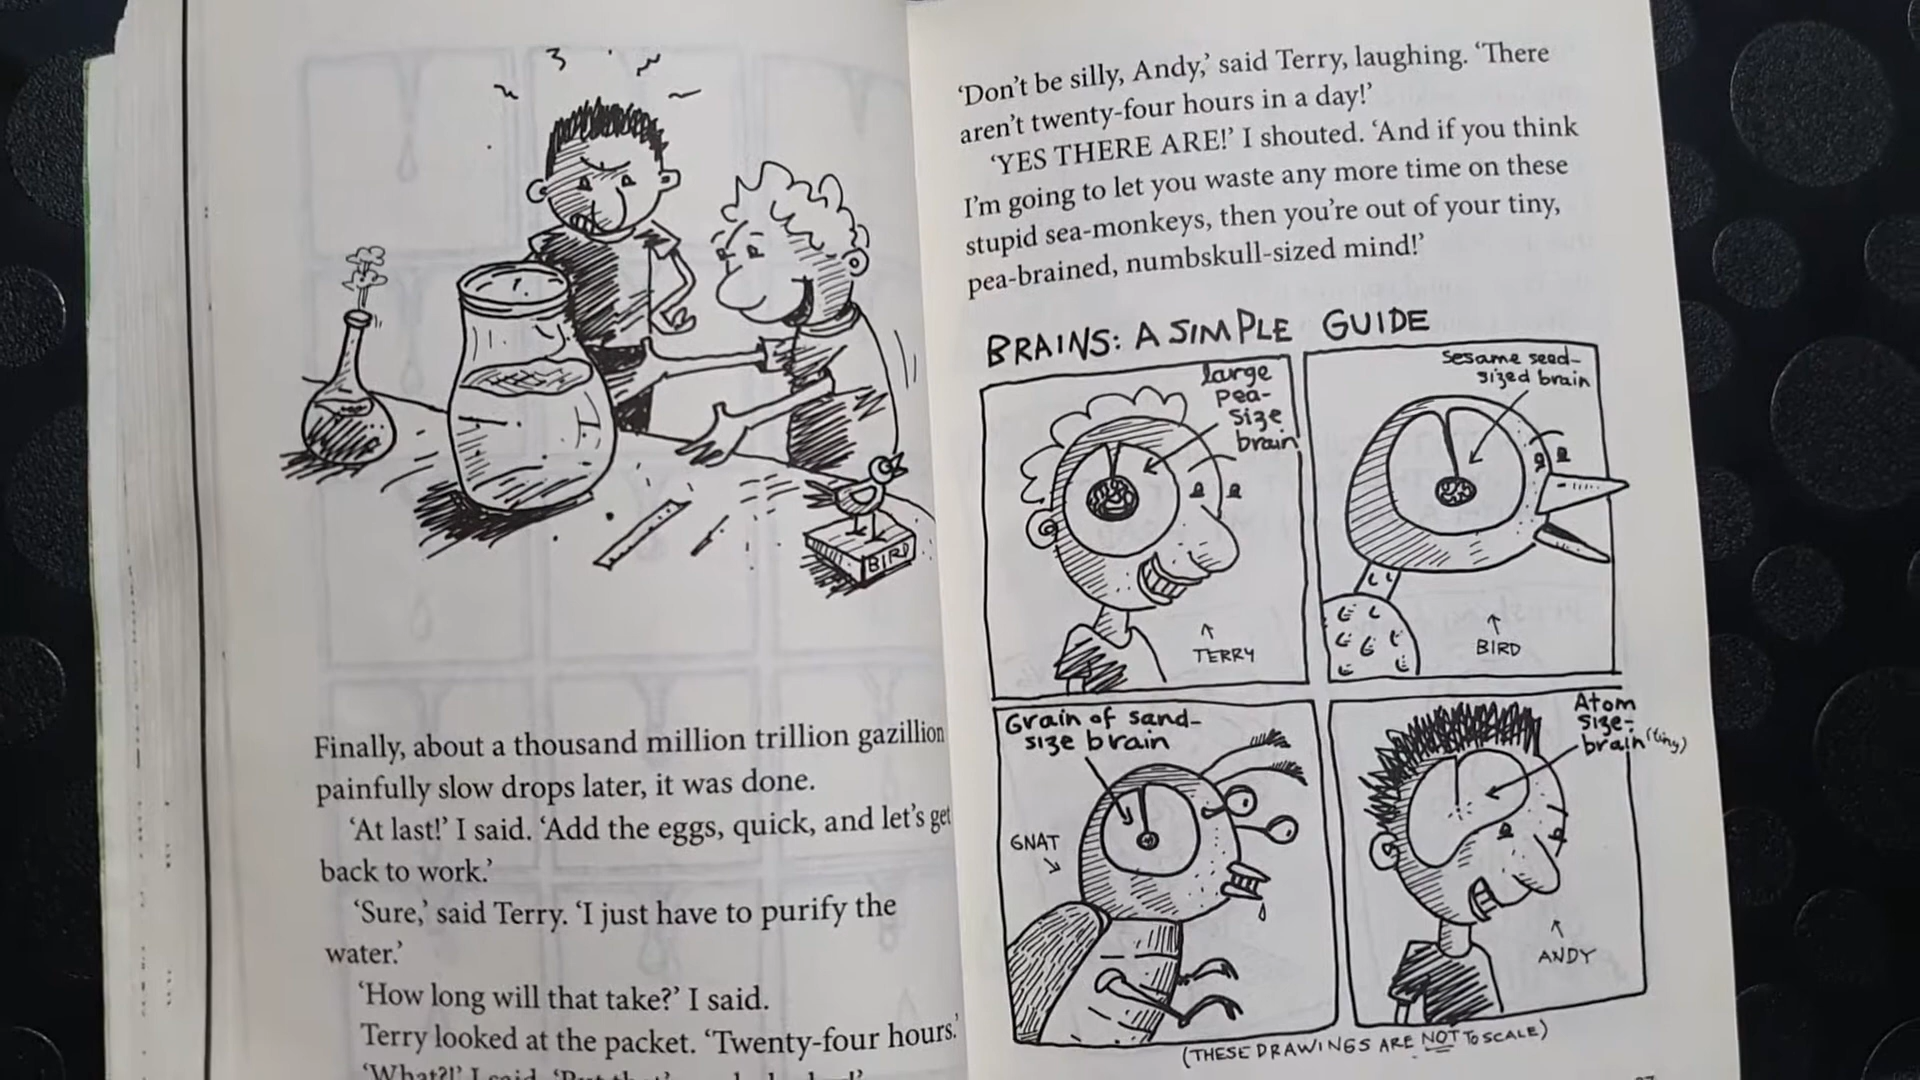 BIRD
Finally, about a thousand million trillion gazillion
painfully slow drops later, it was done.
‘At last!’ I said. ‘Add the eggs, quick, and let’s get
back to work.’
‘Sure,’ said Terry. ‘I just have to purify the
water.’
‘How long will that take?’ I said.
Terry looked at the packet. ‘Twenty-four hours.’
‘What?!’ I said.
‘Don’t be silly, Andy,’ said Terry, laughing. ‘There
aren’t twenty-four hours in a day!’
‘YES THERE ARE!’ I shouted. ‘And if you think
I’m going to let you waste any more time on these
stupid sea-monkeys, then you’re out of your tiny,
pea-brained, numbskull-sized mind!’
BRAINS: A SIMPLE GUIDE
large
pea-
size
brain
TERRY
Sesame seed-
sized brain
BIRD
Grain of sand-
size brain
GNAT
Atom
size-
brain (tiny)
ANDY
(THESE DRAWINGS ARE NOT TO SCALE)